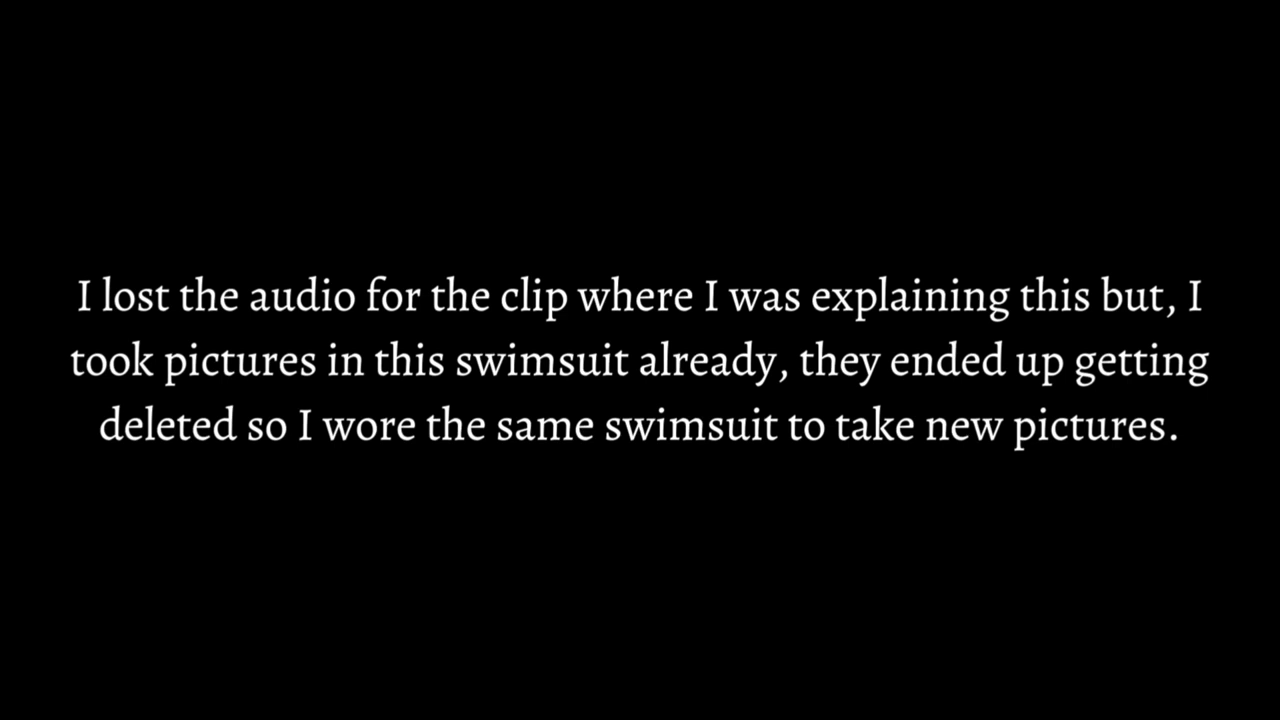 I lost the audio for the clip where I was explaining this but, I
took pictures in this swimsuit already, they ended up getting
deleted so I wore the same swimsuit to take new pictures.